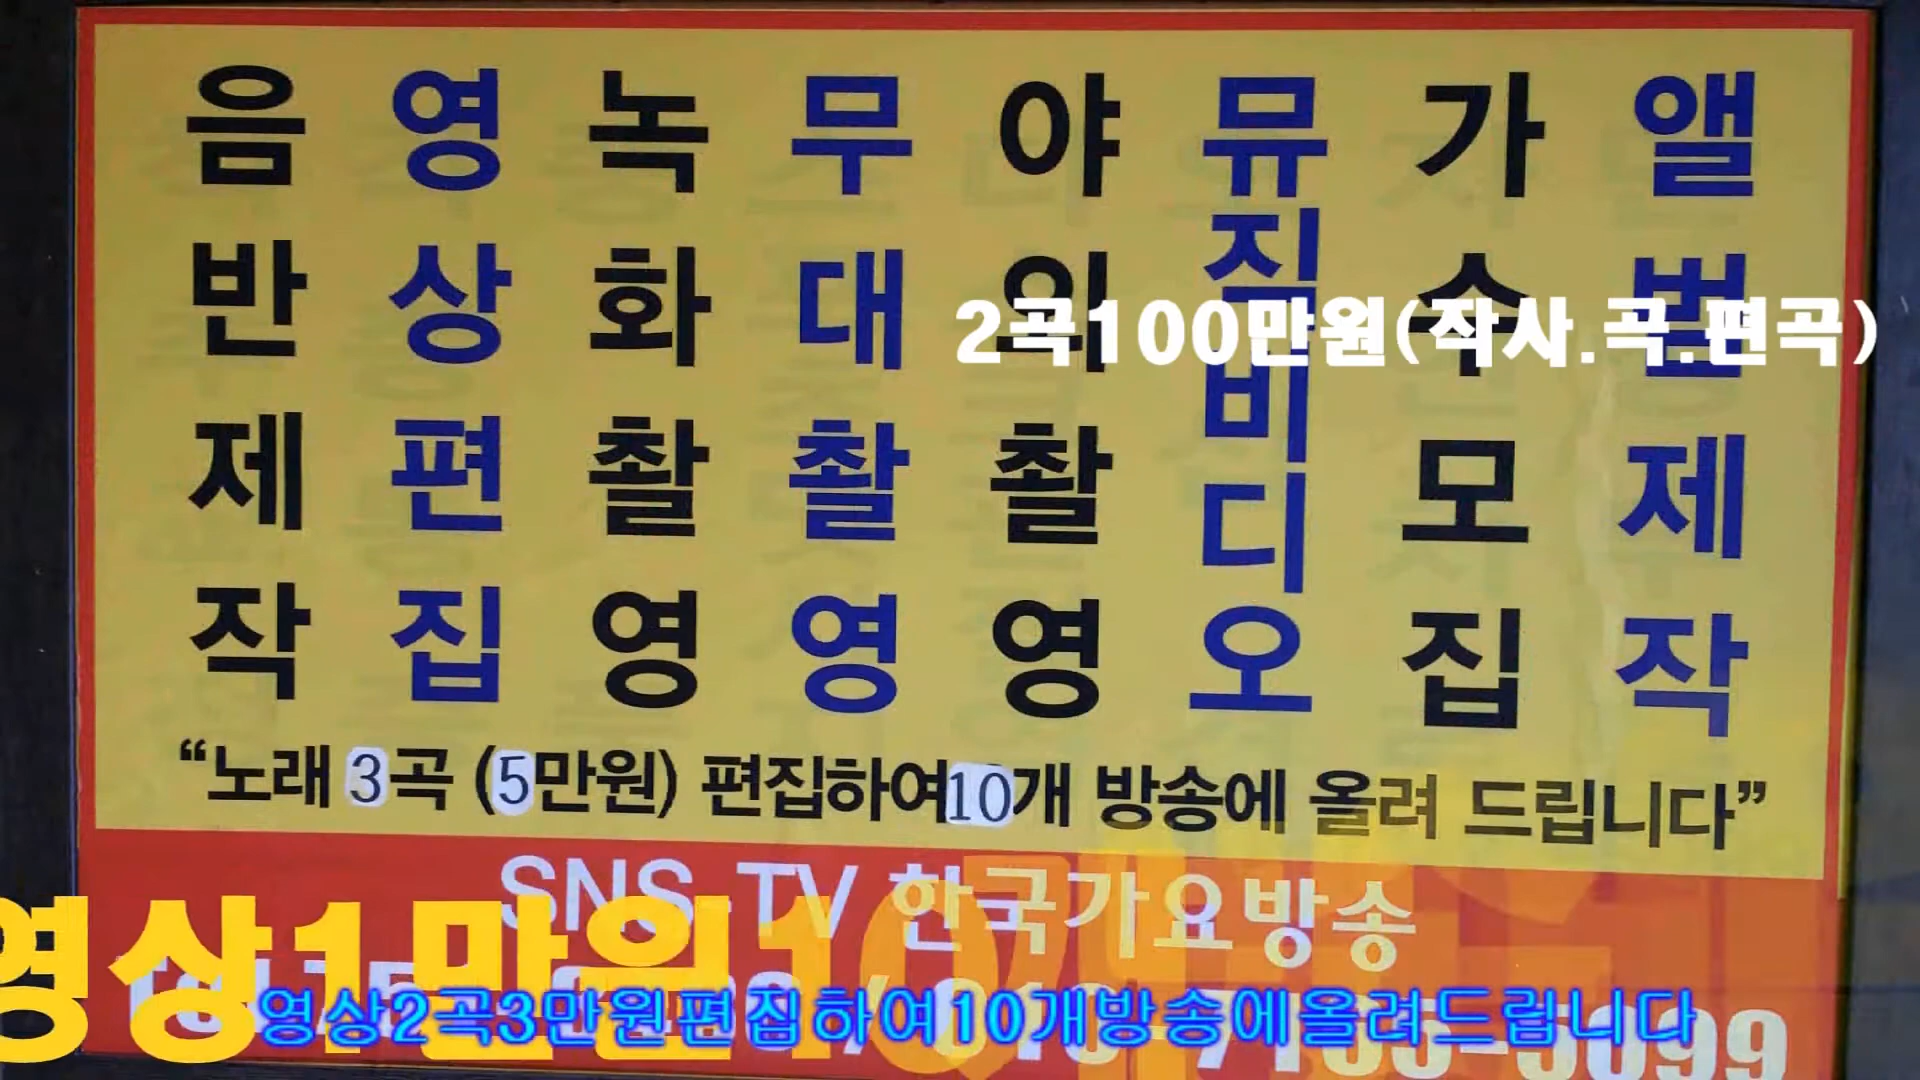 음반제작
영상편집
녹화촬영
무대촬영
야외촬영
뮤직비디오
가수모집
앨범제작
2곡100만원(작사.곡.편곡)
“노래 3곡 (5만원) 편집하여10개 방송에 올려 드립니다”
SNS-TV 한국가요방송
영상1만원10개
영상2곡3만원편집하여10개방송에올려드립니다